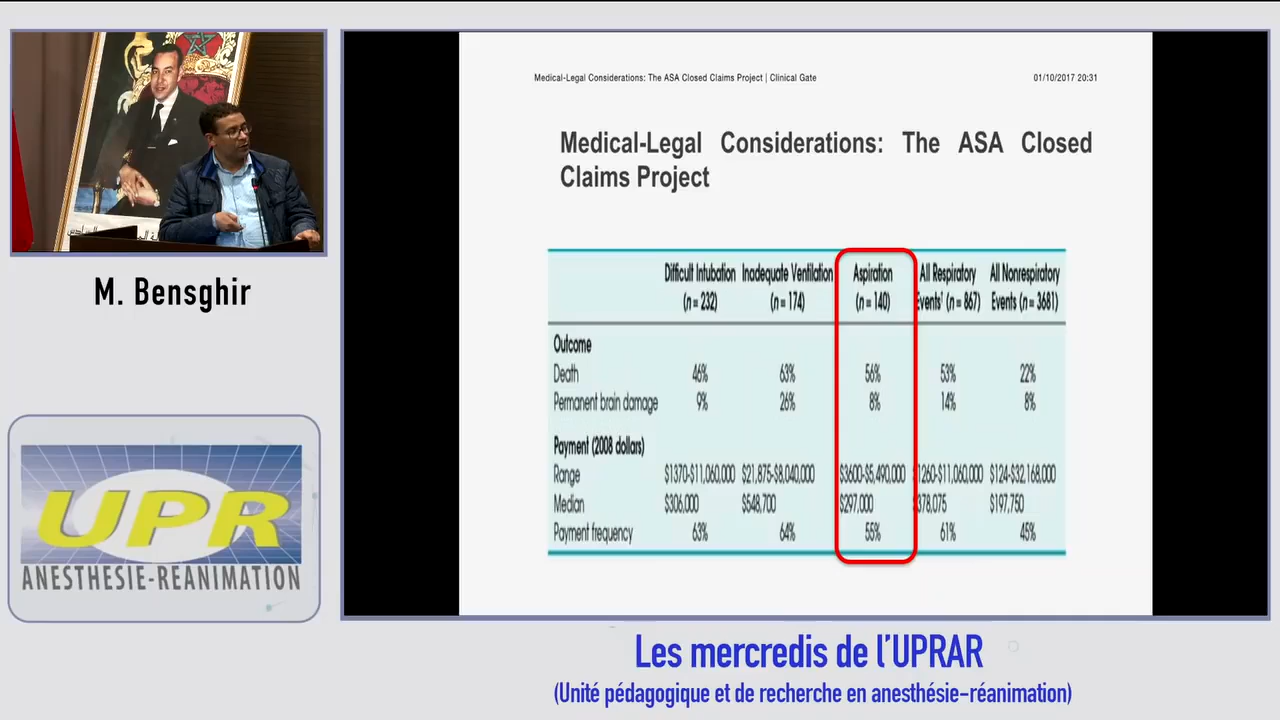 Medical-Legal Considerations: The ASA Closed Claims Project | Clinical Gate 01/10/2017 20:31
Medical-Legal Considerations: The ASA Closed
Claims Project
Difficult Intubation Inadequate Ventilation Aspiration All Respiratory All Nonrespiratory
(n = 232) (n = 174) (n = 140) Events' (n = 867) Events (n = 3681)
Outcome
Death 46% 63% 56% 53% 22%
Permanent brain damage 9% 26% 8% 14% 8%
Payment (2008 dollars)
Range $1370-$11,060,000 $21,875-$8,040,000 $3600-$5,490,000 $1260-$11,060,000 $124-$32,168,000
Median $306,000 $548,700 $297,000 $378,075 $197,750
Payment frequency 63% 64% 55% 61% 45%
M. Bensghir
UPR
ANESTHESIE-REANIMATION
Les mercredis de l'UPRAR
(Unité pédagogique et de recherche en anesthésie-réanimation)